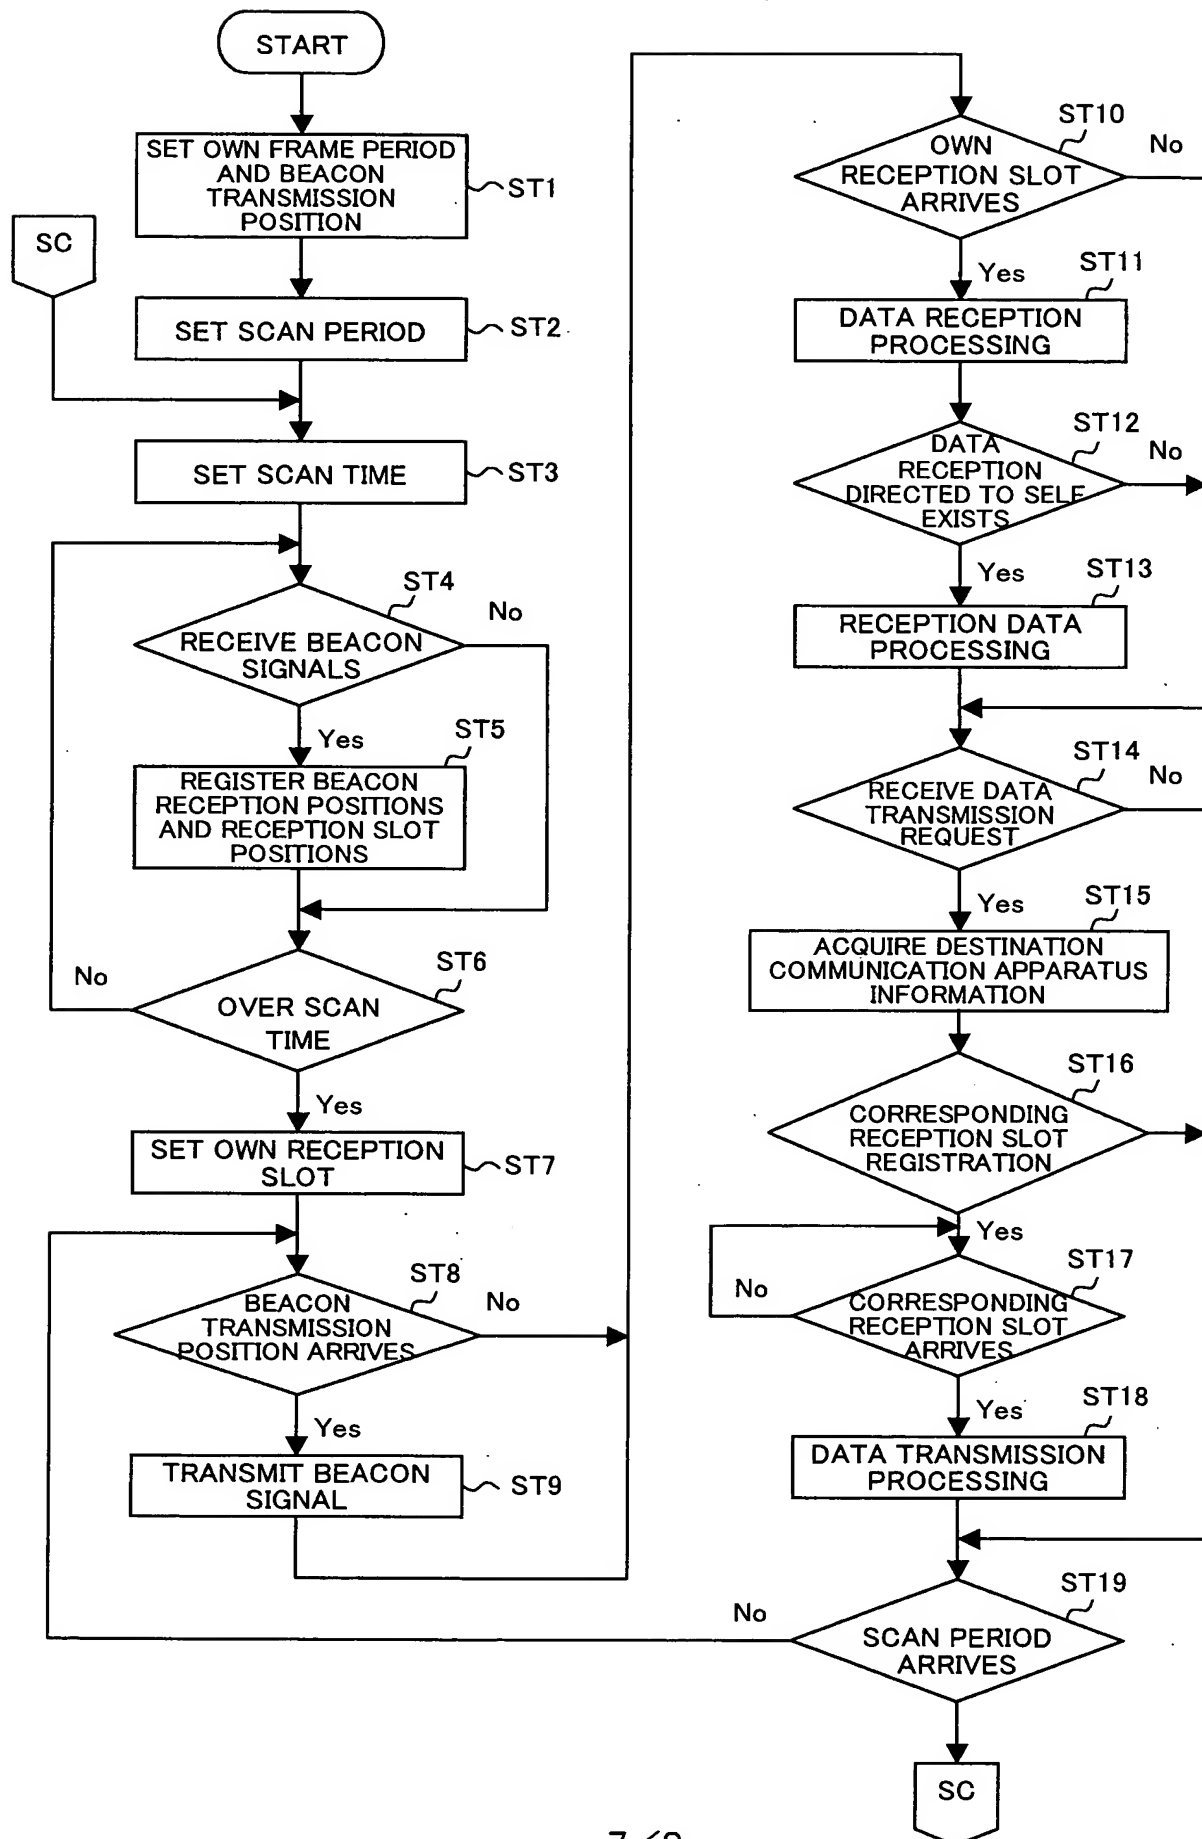 START
SET OWN FRAME PERIOD
AND BEACON
TRANSMISSION
POSITION
ST1
SC
SET SCAN PERIOD
ST2
SET SCAN TIME
ST3
ST4
No
RECEIVE BEACON
SIGNALS
Yes
ST5
REGISTER BEACON
RECEPTION POSITIONS
AND RECEPTION SLOT
POSITIONS
No
ST6
OVER SCAN
TIME
Yes
SET OWN RECEPTION
SLOT
ST7
ST8
No
BEACON
TRANSMISSION
POSITION ARRIVES
Yes
TRANSMIT BEACON
SIGNAL
ST9
ST10
No
OWN
RECEPTION SLOT
ARRIVES
Yes
ST11
DATA RECEPTION
PROCESSING
ST12
No
DATA
RECEPTION
DIRECTED TO SELF
EXISTS
Yes
ST13
RECEPTION DATA
PROCESSING
ST14
No
RECEIVE DATA
TRANSMISSION
REQUEST
Yes
ST15
ACQUIRE DESTINATION
COMMUNICATION APPARATUS
INFORMATION
ST16
CORRESPONDING
RECEPTION SLOT
REGISTRATION
Yes
ST17
No
CORRESPONDING
RECEPTION SLOT
ARRIVES
Yes
ST18
DATA TRANSMISSION
PROCESSING
ST19
No
SCAN PERIOD
ARRIVES
SC